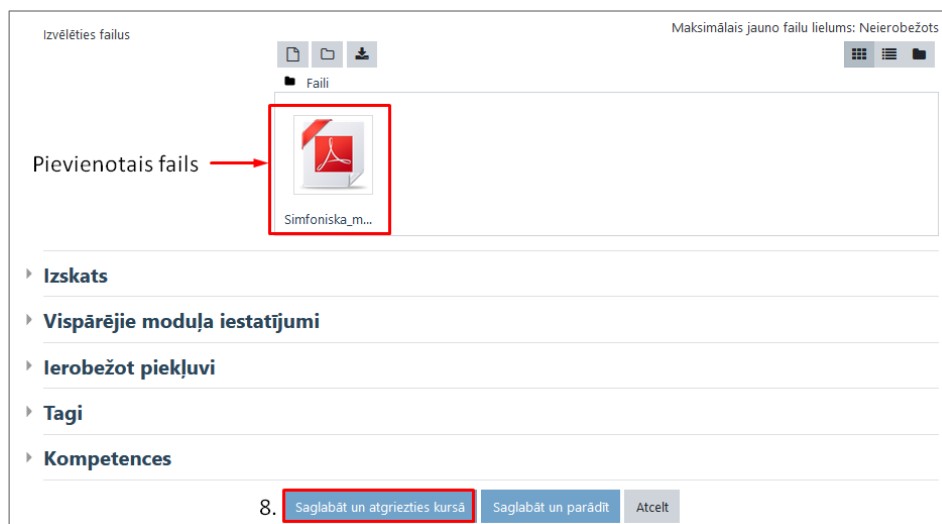 Izvēlēties failus
Maksimālais jauno failu lielums: Neierobežots
Faili
Pievienotais fails
Simfoniska_m...
Izskats
Vispārējie moduļa iestatījumi
Ierobežot piekļuvi
Tagi
Kompetences
8. Saglabāt un atgriezties kursā Saglabāt un parādīt Atcelt